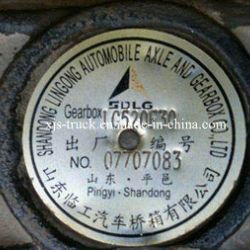 SHANDONG LINGONG AUTOMOBILE AXLE AND GEARBOX CO LTD
SDLG
Gearbox LG520530
出厂编号
NO. 07707083
山东·平邑
Pingyi·Shandong
山东临工汽车桥箱有限公司
xjs-truck.en.made-in-china.com